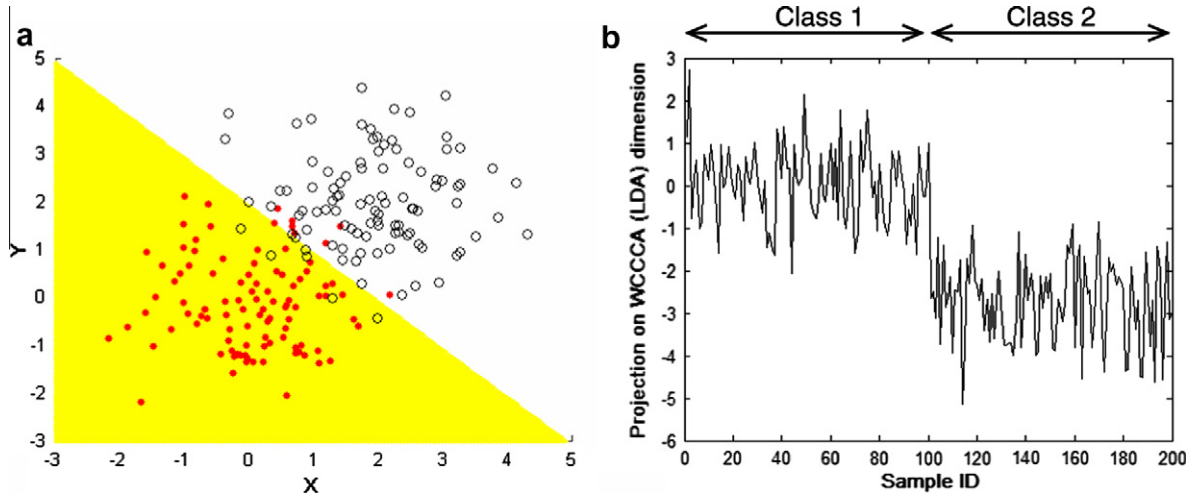 a
5
4
3
2
1
0
-1
-2
-3
Y
-3 -2 -1 0 1 2 3 4 5
X
Class 1 Class 2
b
3
2
1
0
-1
-2
-3
-4
-5
-6
Projection on WCCCA (LDA) dimension
0 20 40 60 80 100 120 140 160 180 200
Sample ID